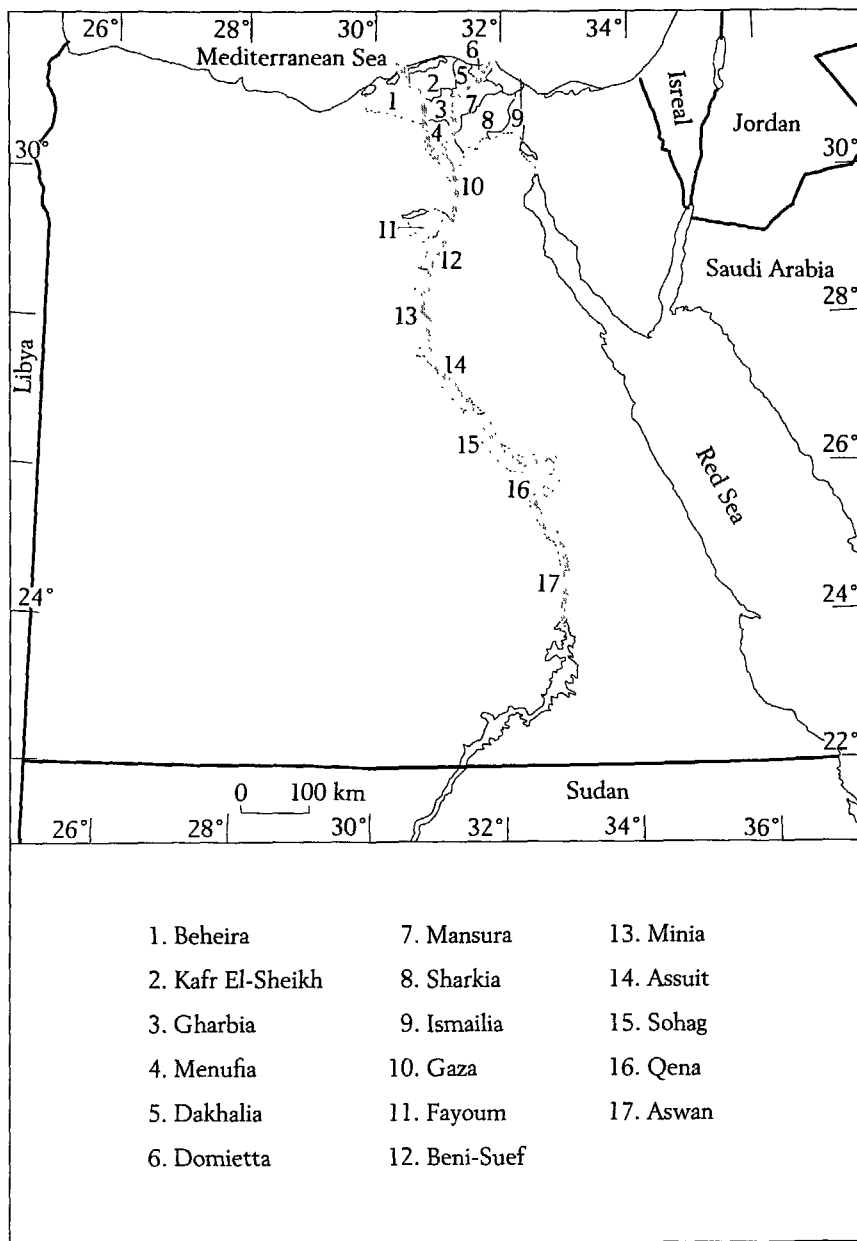 26° 28° 30° 32° 34°
Mediterranean Sea
6
5
2
1
7
3
8
9
4
Isreal
Jordan
30°
30°
10
11
12
Saudi Arabia
28°
13
Libya
14
15
26°
16
Red Sea
17
24°
24°
22°
0 100 km
Sudan
26° 28° 30° 32° 34° 36°
1. Beheira
2. Kafr El-Sheikh
3. Gharbia
4. Menufia
5. Dakhalia
6. Domietta
7. Mansura
8. Sharkia
9. Ismailia
10. Gaza
11. Fayoum
12. Beni-Suef
13. Minia
14. Assuit
15. Sohag
16. Qena
17. Aswan